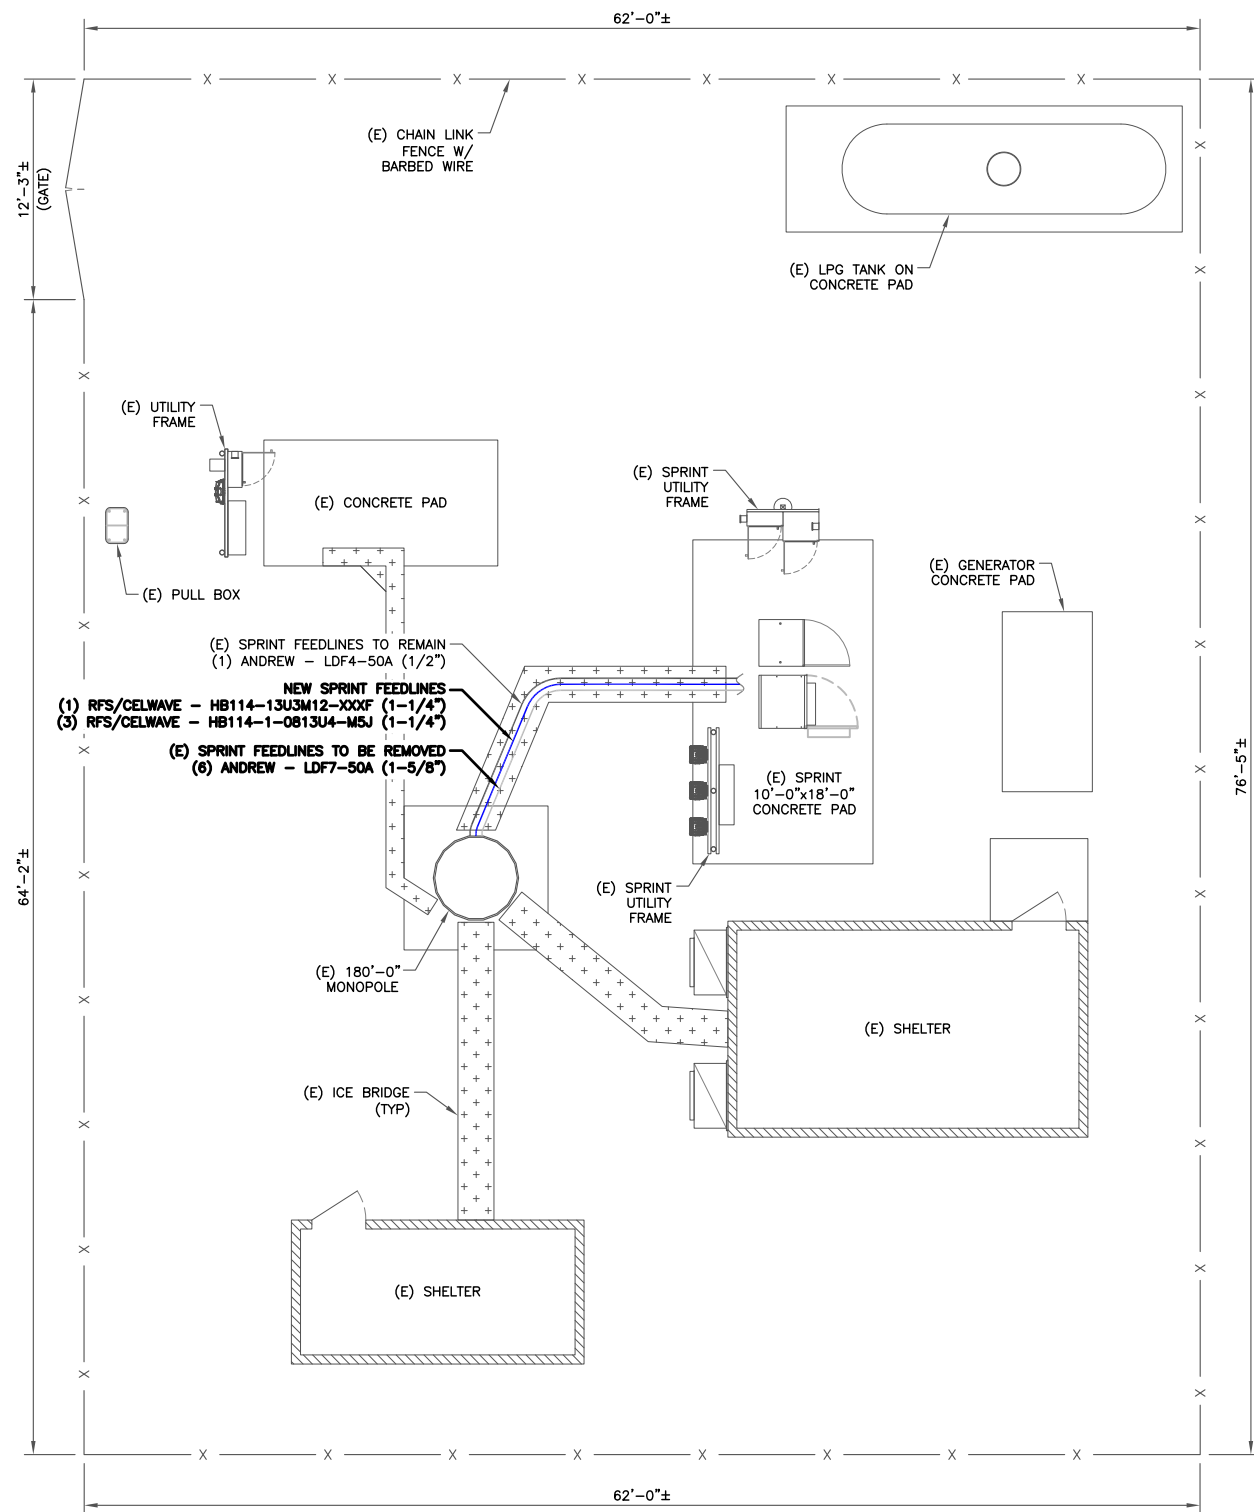 62'-0"±
(E) CHAIN LINK
FENCE W/
BARBED WIRE
12'-3"±
(GATE)
(E) LPG TANK ON
CONCRETE PAD
(E) UTILITY
FRAME
(E) CONCRETE PAD
(E) SPRINT
UTILITY
FRAME
(E) PULL BOX
(E) GENERATOR
CONCRETE PAD
(E) SPRINT FEEDLINES TO REMAIN
(1) ANDREW - LDF4-50A (1/2")
NEW SPRINT FEEDLINES
(1) RFS/CELWAVE - HB114-13U3M12-XXXF (1-1/4")
(3) RFS/CELWAVE - HB114-1-0813U4-M5J (1-1/4")
(E) SPRINT FEEDLINES TO BE REMOVED
(6) ANDREW - LDF7-50A (1-5/8")
(E) SPRINT
10'-0"x18'-0"
CONCRETE PAD
76'-5"±
64'-2"±
(E) SPRINT
UTILITY
FRAME
(E) 180'-0"
MONOPOLE
(E) SHELTER
(E) ICE BRIDGE
(TYP)
(E) SHELTER
62'-0"±